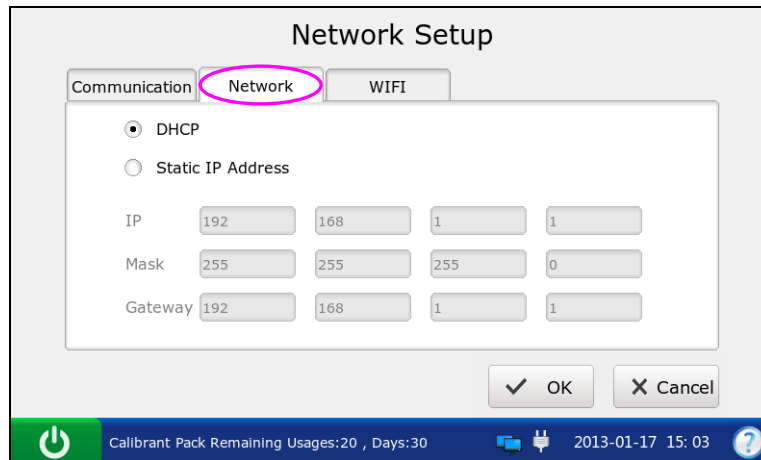 Network Setup
Communication Network WIFI
DHCP
Static IP Address
IP 192 168 1 1
Mask 255 255 255 0
Gateway 192 168 1 1
OK Cancel
Calibrant Pack Remaining Usages:20 , Days:30 2013-01-17 15: 03 ?